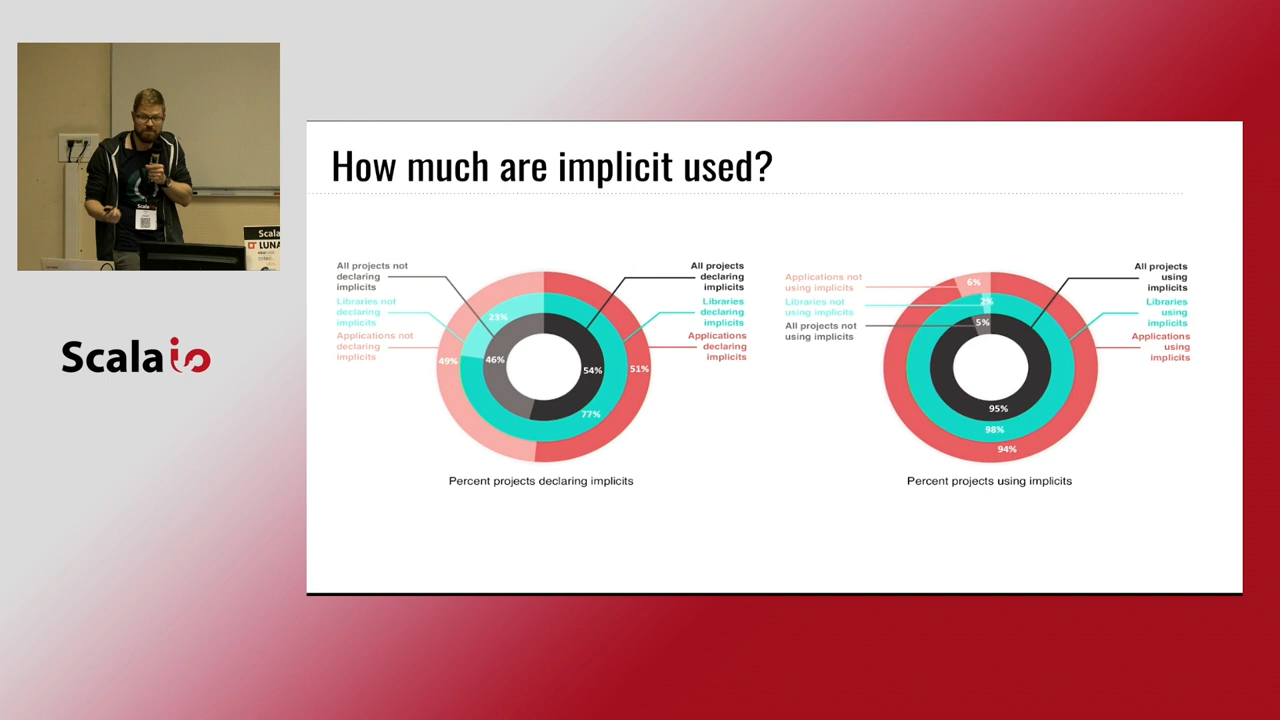 How much are implicit used?
All projects not
declaring
implicits
Libraries not
declaring
implicits
Applications not
declaring
implicits
23%
46%
49%
54%
51%
77%
All projects
declaring
implicits
Libraries
declaring
implicits
Applications
declaring
implicits
Percent projects declaring implicits
Applications not
using implicits
Libraries not
using implicits
All projects not
using implicits
6%
2%
5%
95%
98%
94%
All projects
using
implicits
Libraries
using
implicits
Applications
using
implicits
Percent projects using implicits
Scala
LUNA
Scala
Scalaio